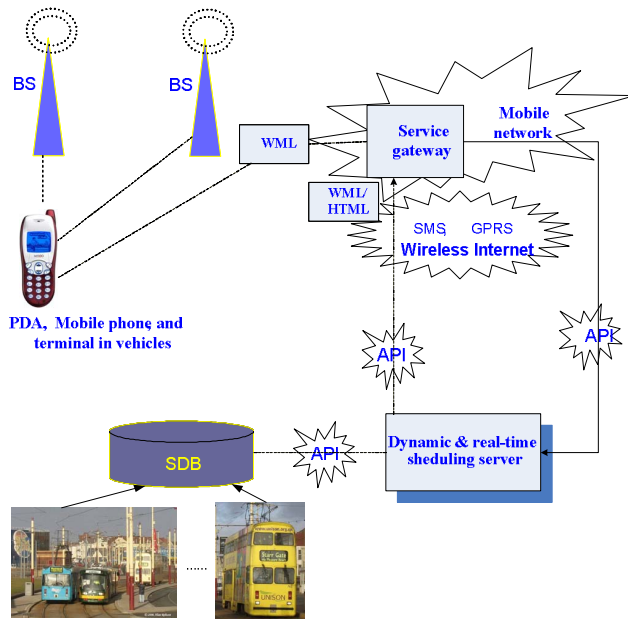 BS
BS
WML
Service
gateway
Mobile
network
WML/
HTML
SMS, GPRS
Wireless Internet
PDA, Mobile phone, and
terminal in vehicles
API
API
Dynamic & real-time
sheduling server
SDB
API
......
UNISON